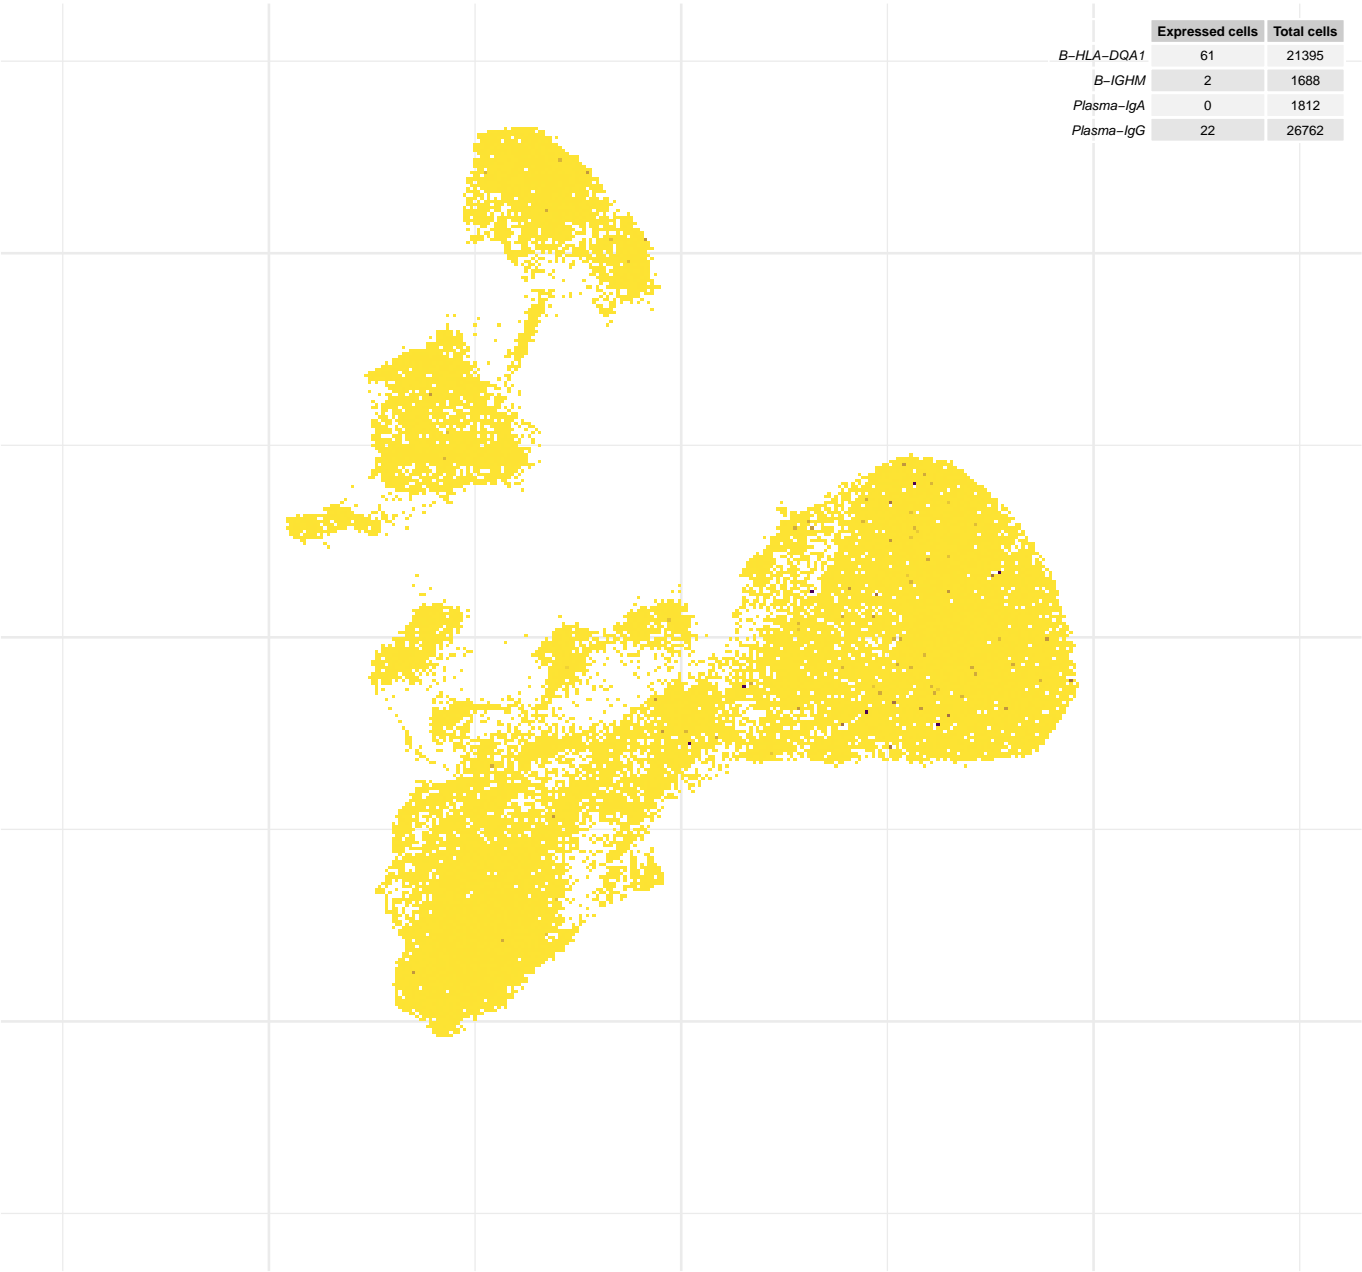 Expressed cells Total cells
B−HLA−DQA1 61 21395
B−IGHM 2 1688
Plasma−IgA 0 1812
Plasma−IgG 22 26762